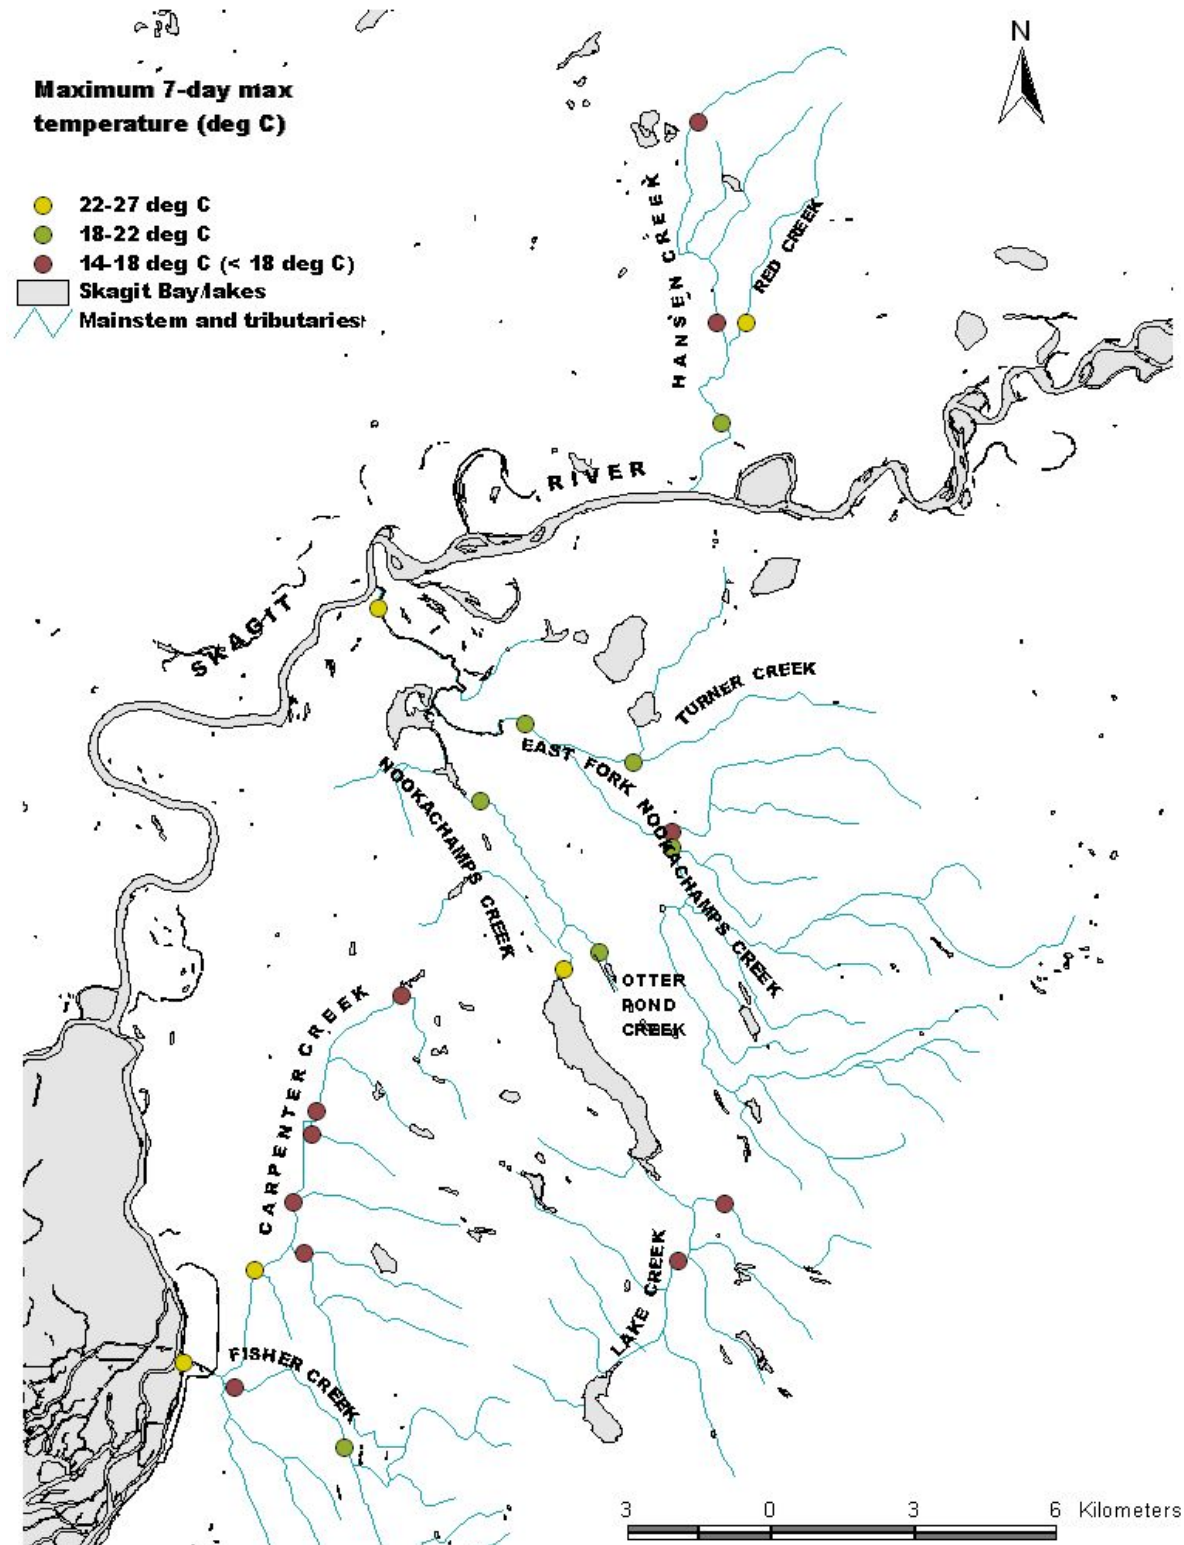 N
Maximum 7-day max
temperature (deg C)
22-27 deg C
18-22 deg C
14-18 deg C (< 18 deg C)
Skagit Bay/lakes
Mainstem and tributaries
HANSEN CREEK
RED CREEK
SKAGIT RIVER
TURNER CREEK
EAST FORK NOOKACHAMPS CREEK
NOOKACHAMPS CREEK
OTTER
POND
CREEK
CARPENTER CREEK
LAKE CREEK
FISHER CREEK
3 0 3 6 Kilometers